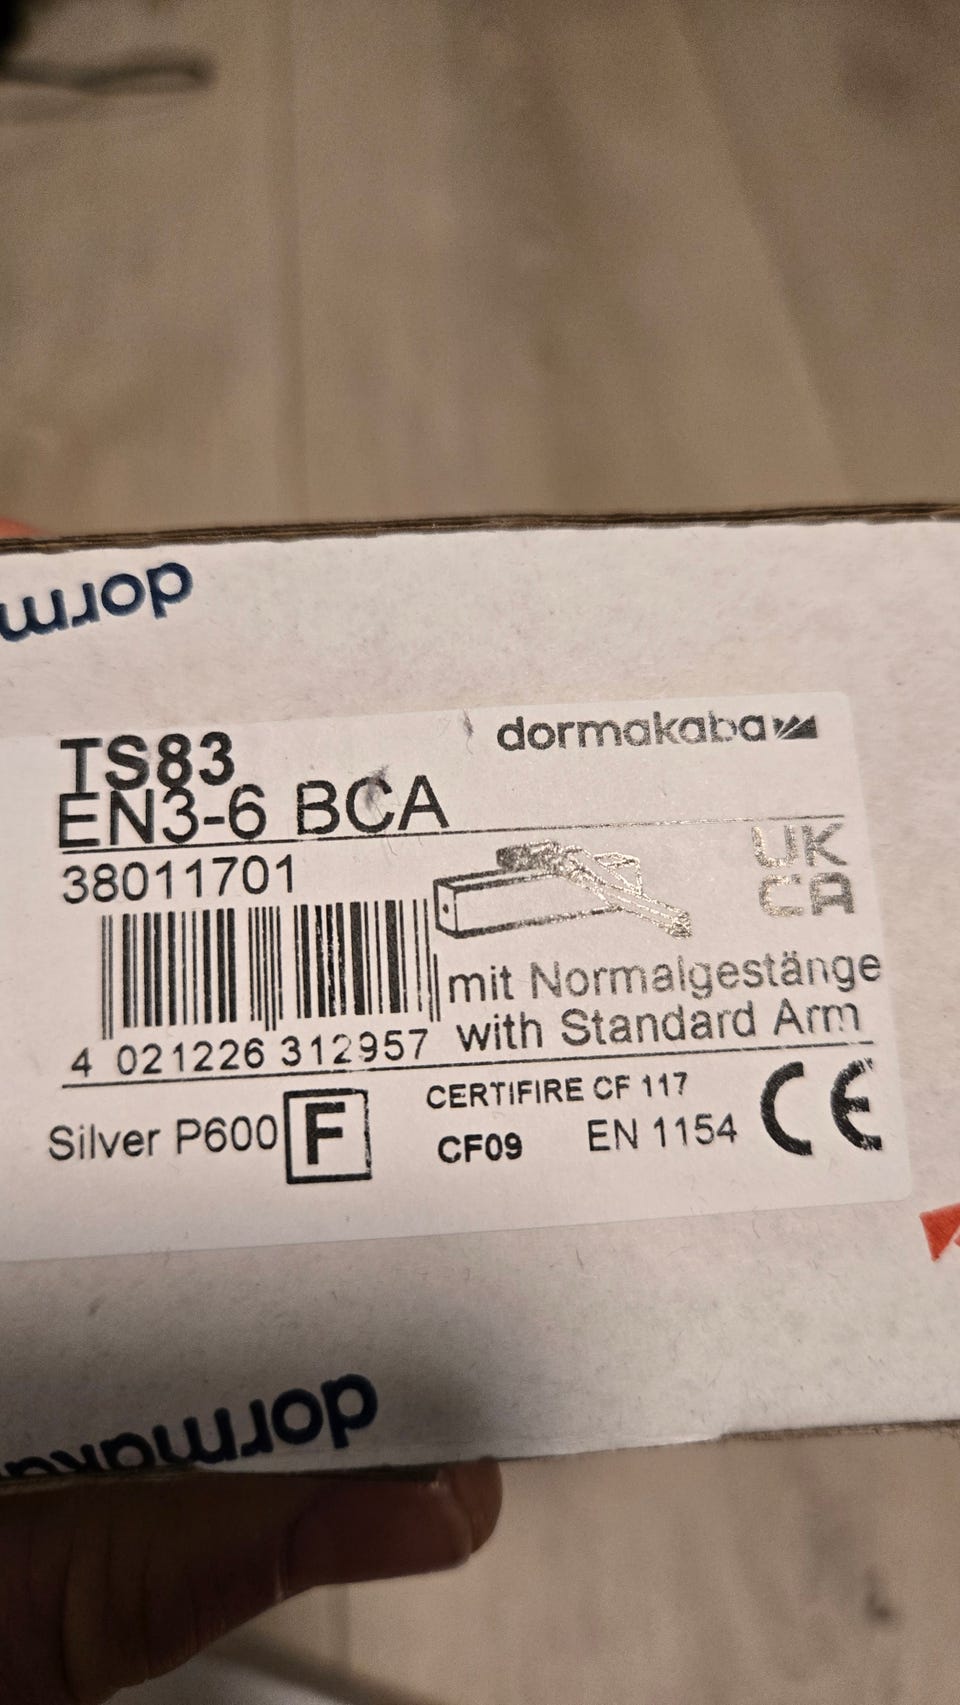 dorm
TS83
dormakaba
EN3-6 BCA
38011701
UK
CA
mit Normalgestänge
with Standard Arm
4 021226 312957
Silver P600 F
CERTIFIRE CF 117
CF09 EN 1154 CE
dormaka